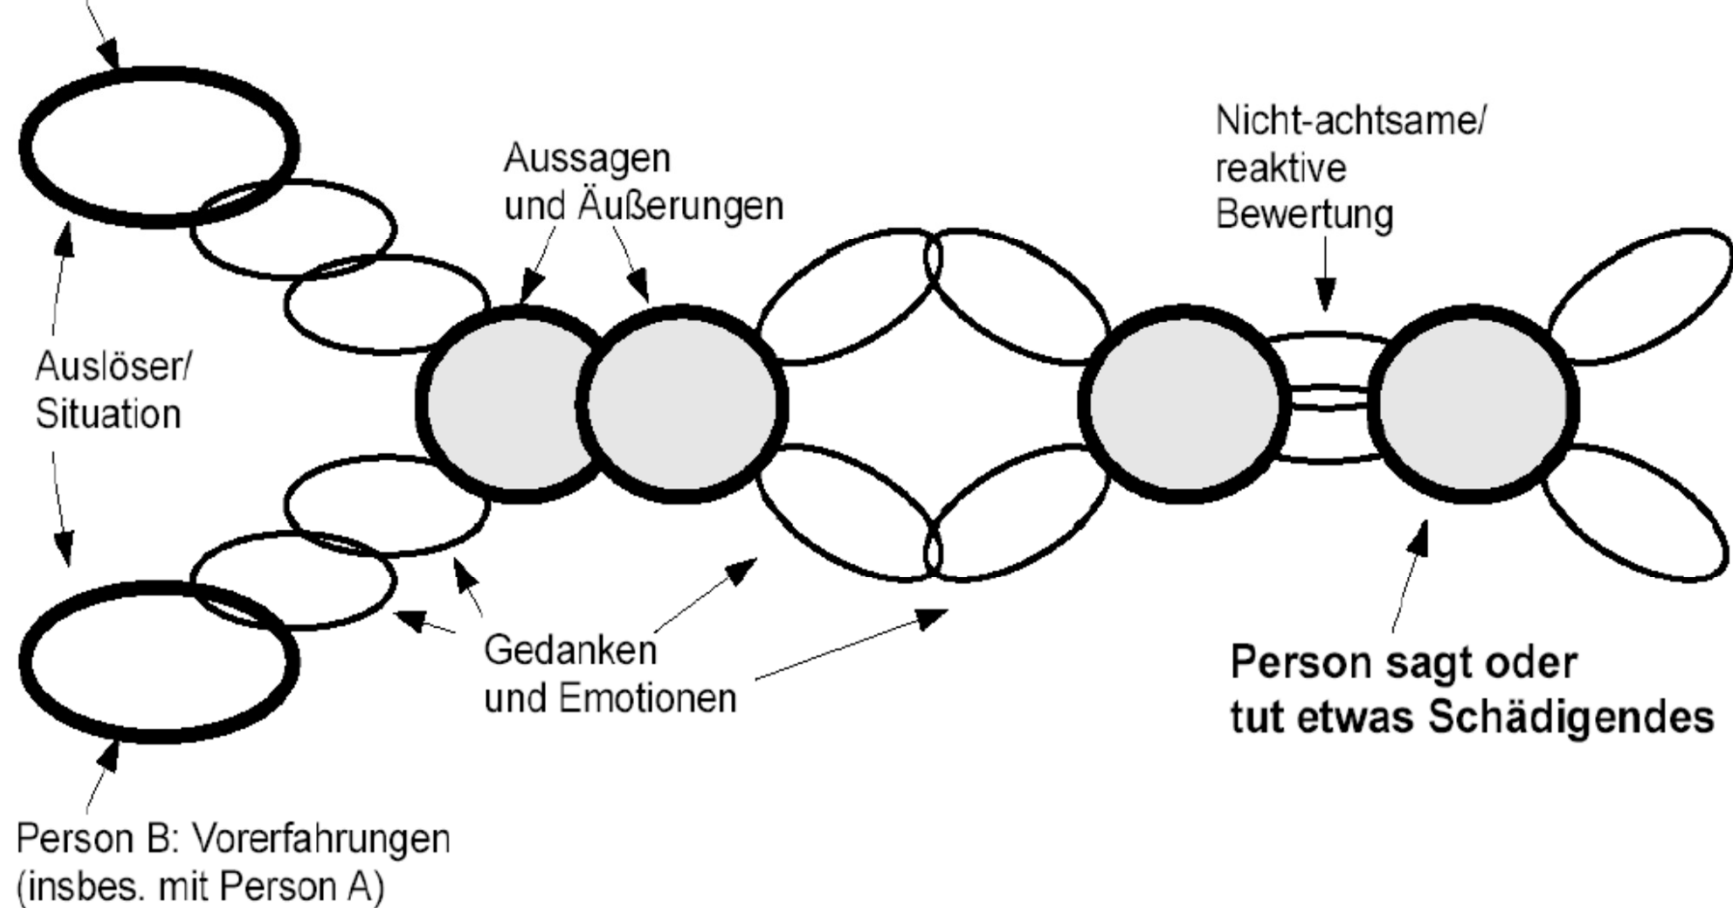 Nicht-achtsame/
reaktive
Bewertung
Aussagen
und Äußerungen
Auslöser/
Situation
Gedanken
und Emotionen
Person sagt oder
tut etwas Schädigendes
Person B: Vorerfahrungen
(insbes. mit Person A)